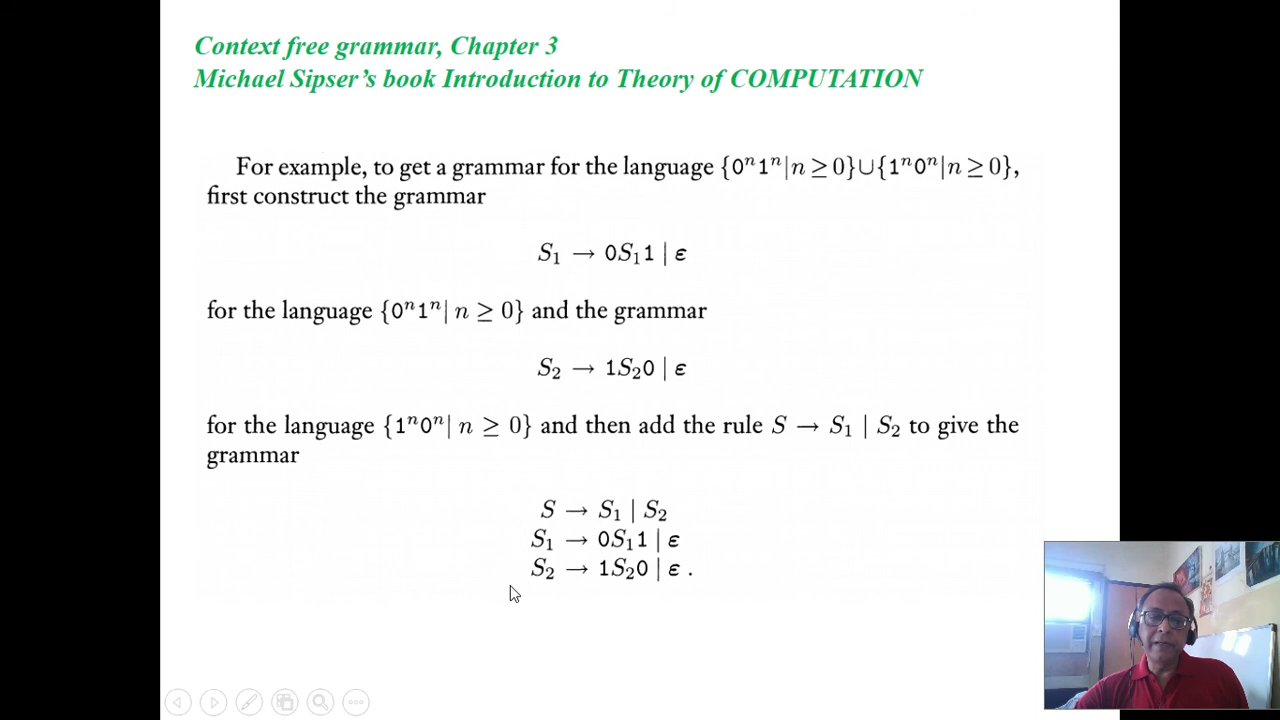 Context free grammar, Chapter 3
Michael Sipser's book Introduction to Theory of COMPUTATION
For example, to get a grammar for the language {0ⁿ1ⁿ| n ≥ 0}∪{1ⁿ0ⁿ| n ≥ 0},
first construct the grammar
S₁ → 0S₁1 | ε
for the language {0ⁿ1ⁿ| n ≥ 0} and the grammar
S₂ → 1S₂0 | ε
for the language {1ⁿ0ⁿ| n ≥ 0} and then add the rule S → S₁ | S₂ to give the
grammar
S → S₁ | S₂
S₁ → 0S₁1 | ε
S₂ → 1S₂0 | ε .